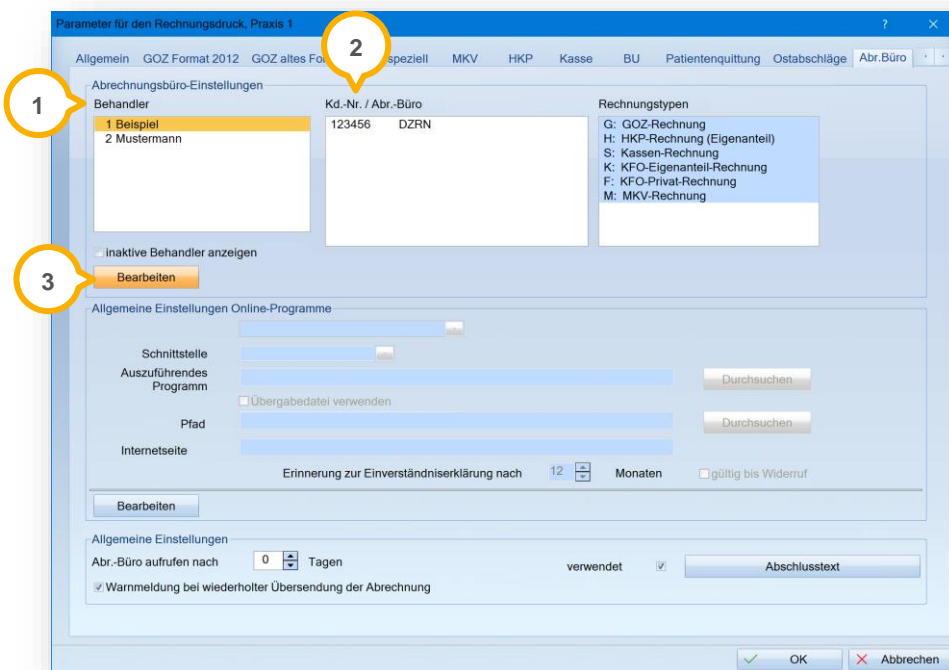 Parameter für den Rechnungsdruck, Praxis 1 ?
2
Allgemein GOZ Format 2012 GOZ altes Fo speziell MKV HKP Kasse BU Patientenquittung Ostabschläge Abr.Büro
Abrechnungsbüro-Einstellungen
1
Behandler Kd.-Nr. / Abr.-Büro Rechnungstypen
1 Beispiel 123456 DZRN G: GOZ-Rechnung
2 Mustermann H: HKP-Rechnung (Eigenanteil)
S: Kassen-Rechnung
K: KFO-Eigenanteil-Rechnung
F: KFO-Privat-Rechnung
M: MKV-Rechnung
inaktive Behandler anzeigen
3
Bearbeiten
Allgemeine Einstellungen Online-Programme
Schnittstelle
Auszuführendes
Programm Durchsuchen
Übergabedatei verwenden
Pfad Durchsuchen
Internetseite
Erinnerung zur Einverständniserklärung nach 12 Monaten gültig bis Widerruf
Bearbeiten
Allgemeine Einstellungen
Abr.-Büro aufrufen nach 0 Tagen verwendet Abschlusstext
Warnmeldung bei wiederholter Übersendung der Abrechnung
OK Abbrechen